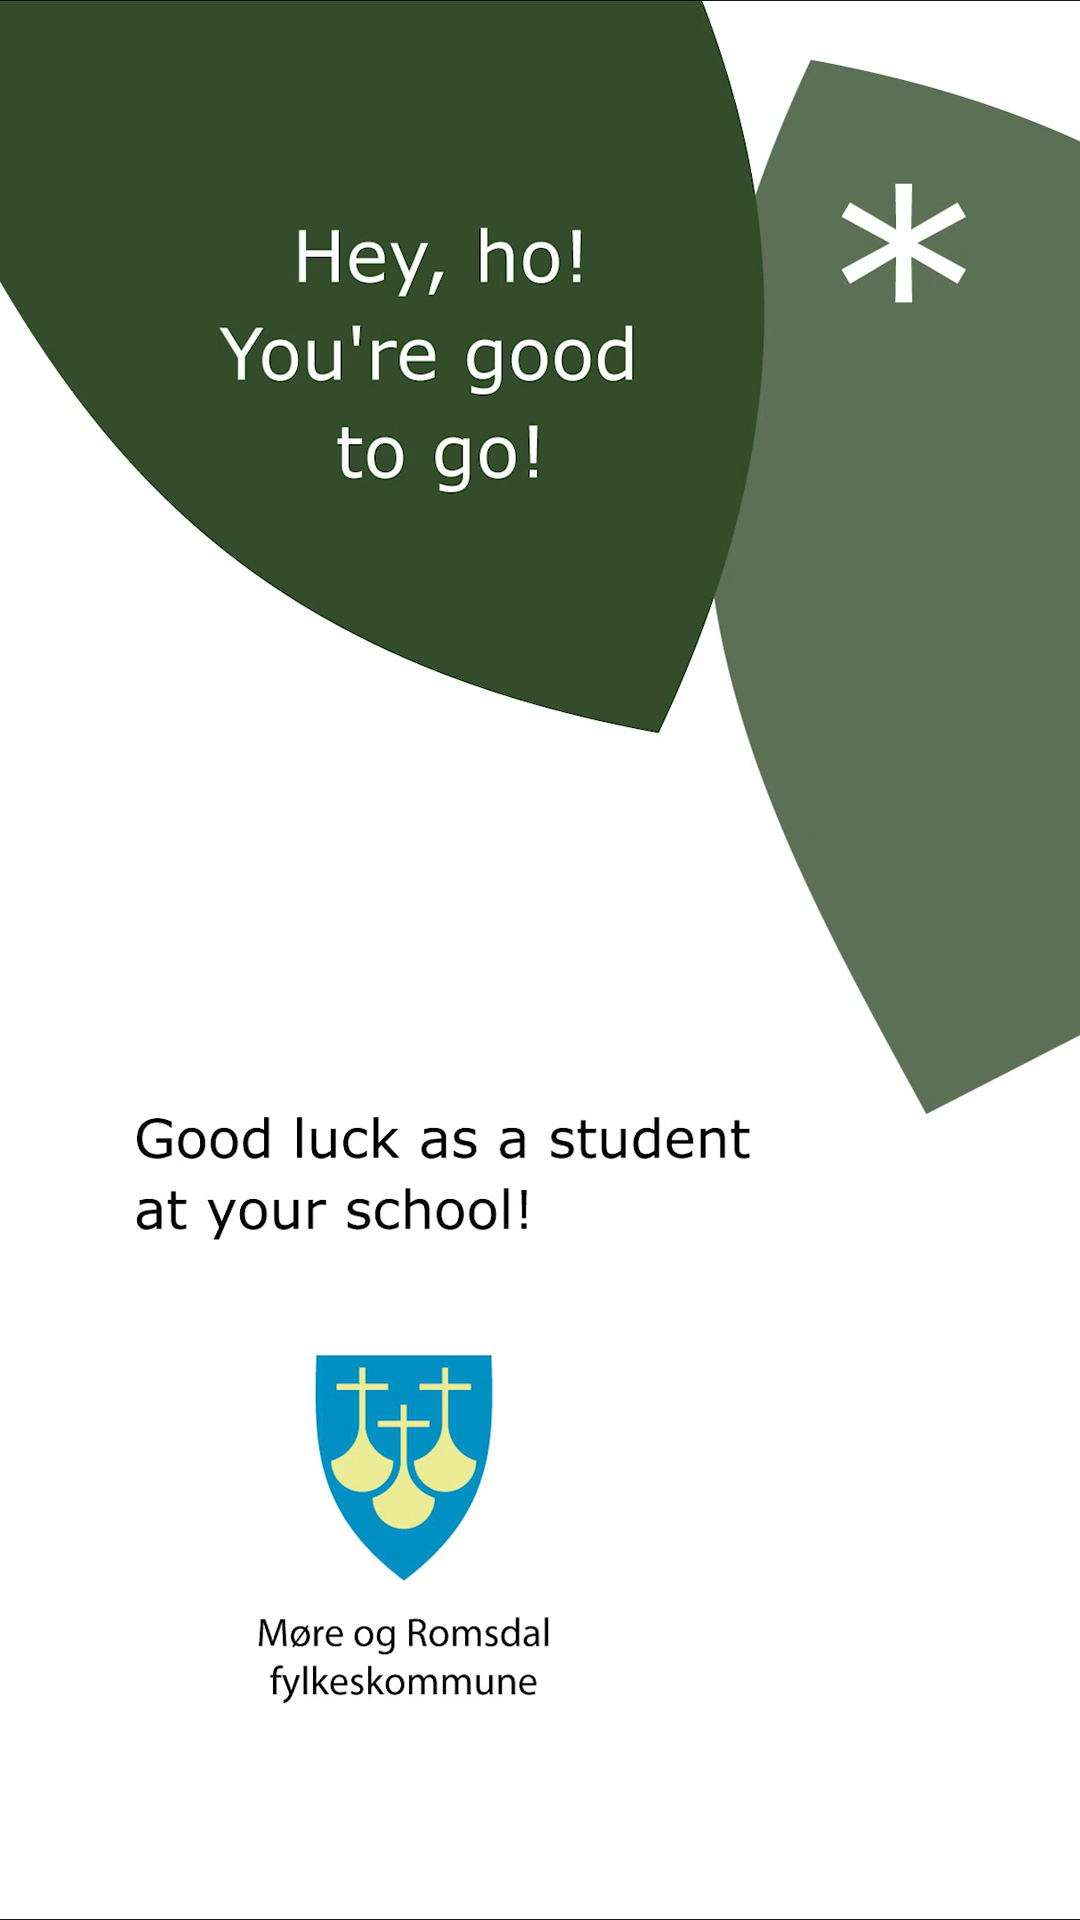 Hey, ho!
You're good
to go!
*
Good luck as a student
at your school!
Møre og Romsdal
fylkeskommune